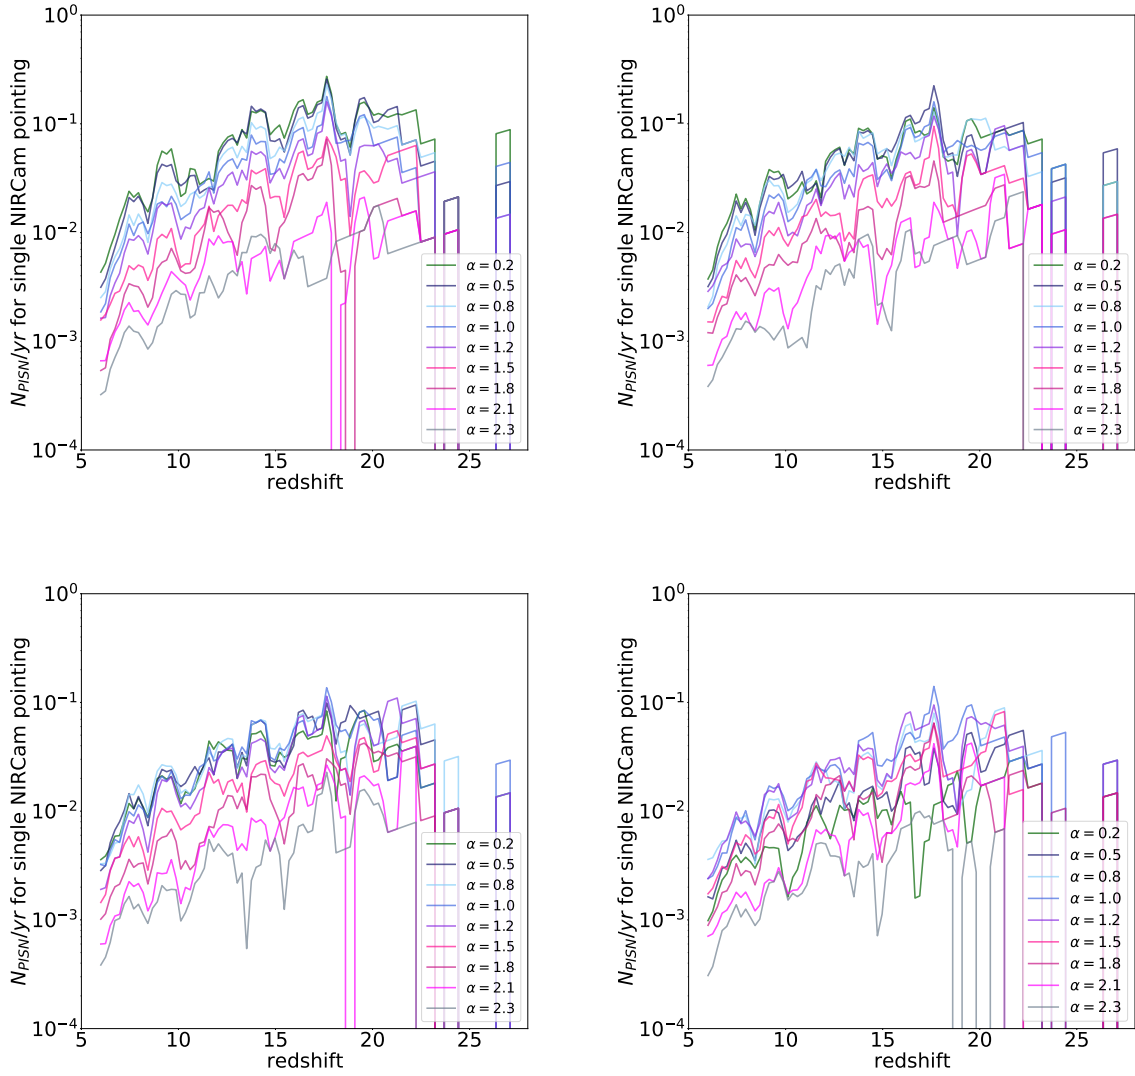 10⁰
10⁻¹
10⁻²
10⁻³
10⁻⁴
N_PISN/yr for single NIRCam pointing
5
10
15
20
25
redshift
α = 0.2
α = 0.5
α = 0.8
α = 1.0
α = 1.2
α = 1.5
α = 1.8
α = 2.1
α = 2.3
10⁰
10⁻¹
10⁻²
10⁻³
10⁻⁴
N_PISN/yr for single NIRCam pointing
5
10
15
20
25
redshift
α = 0.2
α = 0.5
α = 0.8
α = 1.0
α = 1.2
α = 1.5
α = 1.8
α = 2.1
α = 2.3
10⁰
10⁻¹
10⁻²
10⁻³
10⁻⁴
N_PISN/yr for single NIRCam pointing
5
10
15
20
25
redshift
α = 0.2
α = 0.5
α = 0.8
α = 1.0
α = 1.2
α = 1.5
α = 1.8
α = 2.1
α = 2.3
10⁰
10⁻¹
10⁻²
10⁻³
10⁻⁴
N_PISN/yr for single NIRCam pointing
5
10
15
20
25
redshift
α = 0.2
α = 0.5
α = 0.8
α = 1.0
α = 1.2
α = 1.5
α = 1.8
α = 2.1
α = 2.3